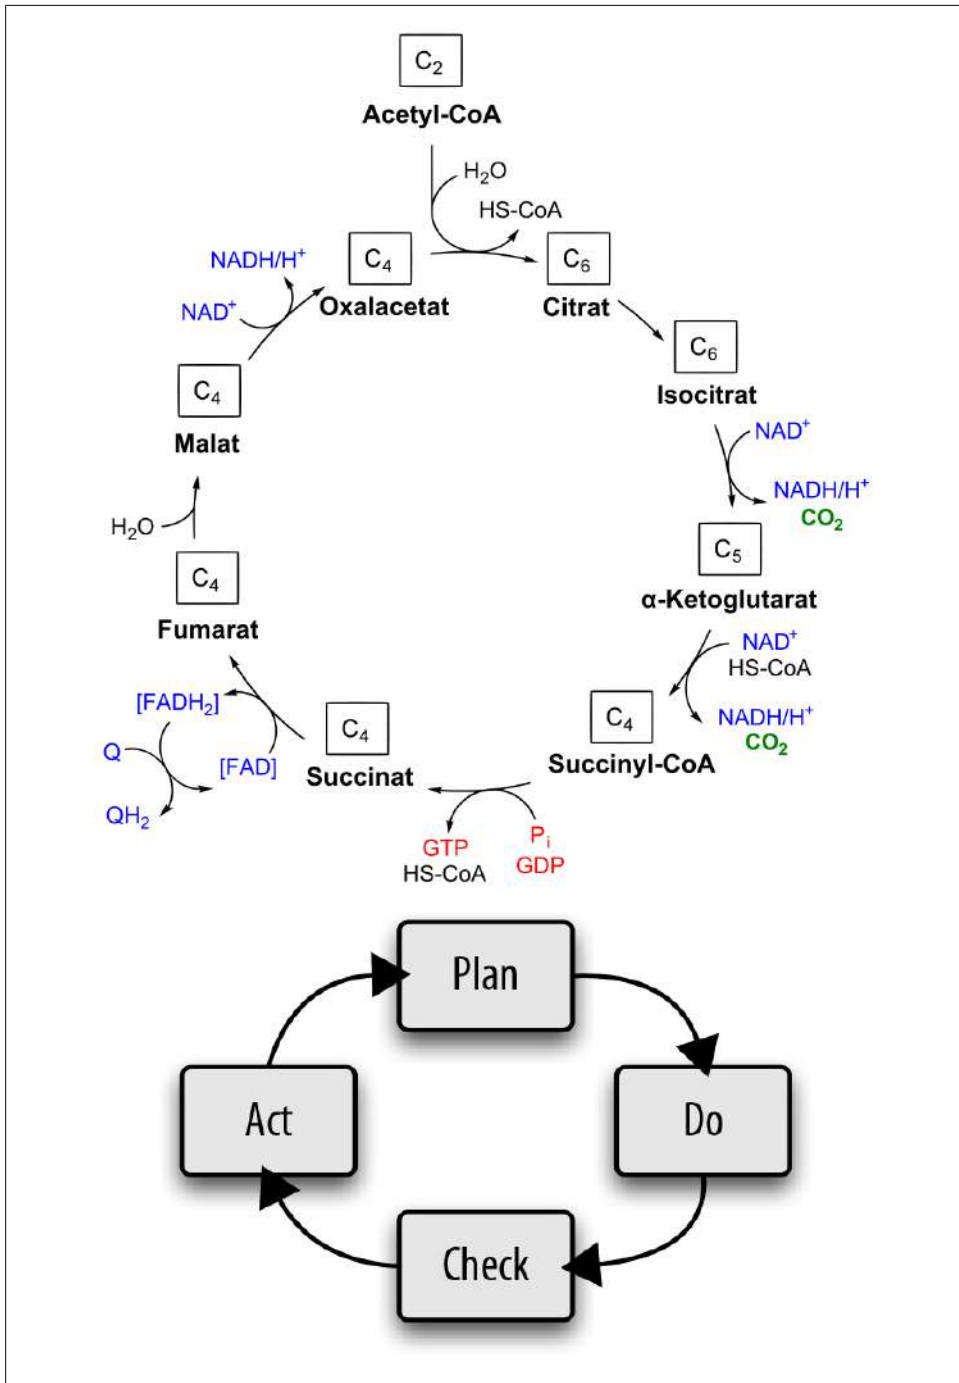 C₂
Acetyl-CoA
H₂O
HS-CoA
C₄
Oxalacetat
C₆
Citrat
NADH/H⁺
NAD⁺
C₆
Isocitrat
C₄
Malat
NAD⁺
NADH/H⁺
CO₂
H₂O
C₅
α-Ketoglutarat
C₄
Fumarat
NAD⁺
HS-CoA
[FADH₂]
C₄
Succinat
C₄
Succinyl-CoA
NADH/H⁺
CO₂
Q
[FAD]
QH₂
GTP
HS-CoA
Pᵢ
GDP
Plan
Act
Do
Check